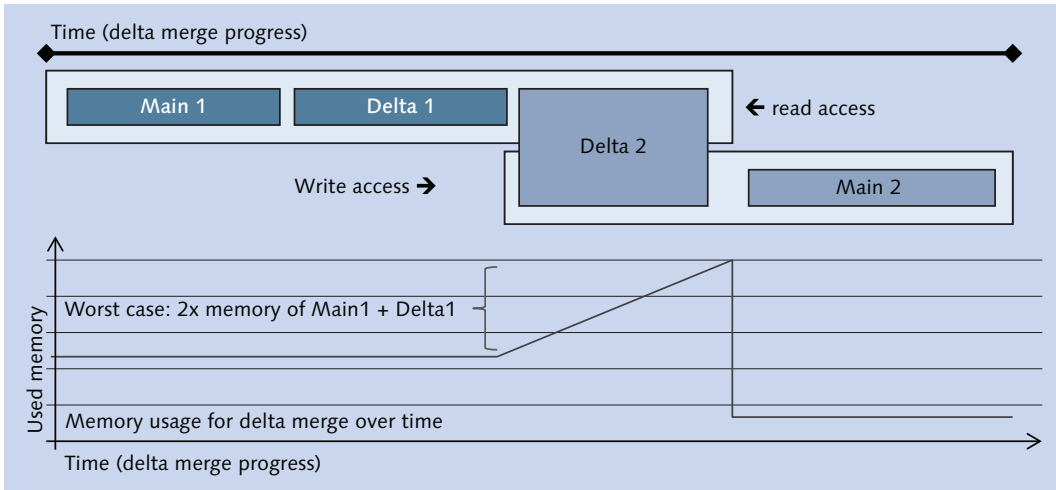 Time (delta merge progress)
Main 1
Delta 1
Delta 2
🡸 read access
Write access 🡺
Main 2
Worst case: 2x memory of Main1 + Delta1
Used memory
Memory usage for delta merge over time
Time (delta merge progress)